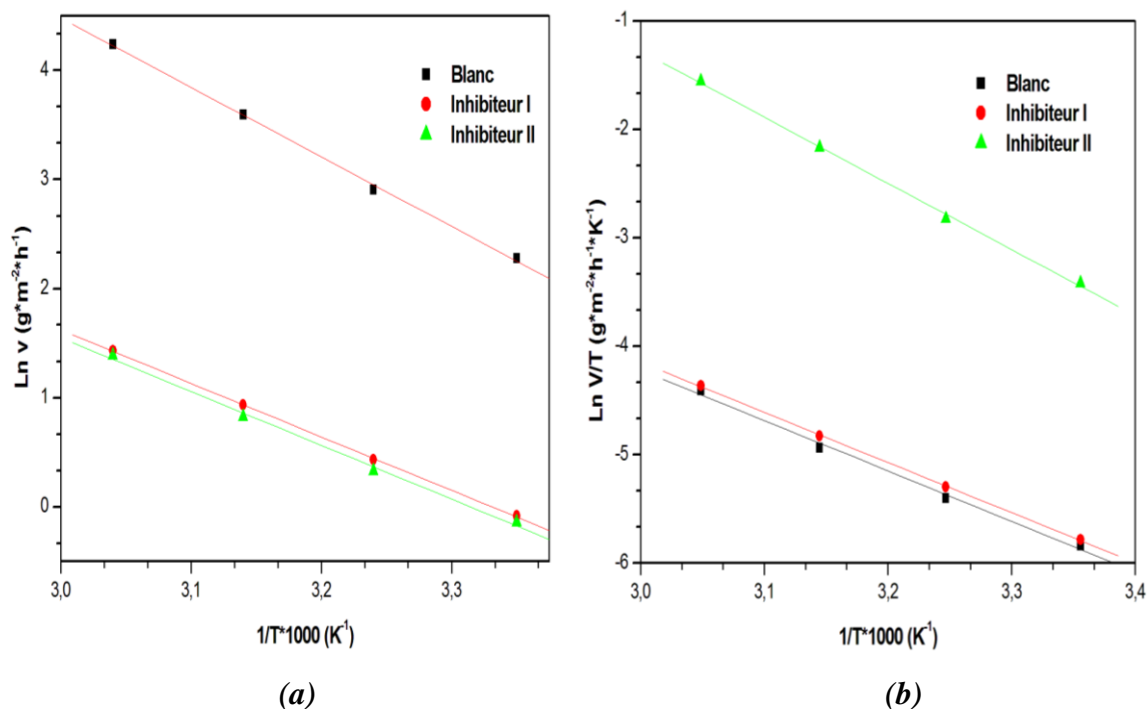 4
3
2
1
0
3,0
3,1
3,2
3,3
Ln v (g*m⁻²*h⁻¹)
1/T*1000 (K⁻¹)
Blanc
Inhibiteur I
Inhibiteur II
(a)
-1
-2
-3
-4
-5
-6
3,0
3,1
3,2
3,3
3,4
Ln V/T (g*m⁻²*h⁻¹*K⁻¹)
1/T*1000 (K⁻¹)
Blanc
Inhibiteur I
Inhibiteur II
(b)